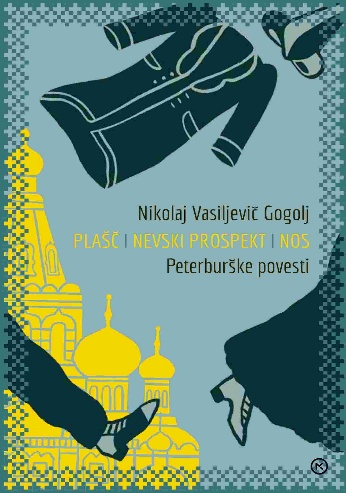 Nikolaj Vasiljevič Gogolj
PLAŠČ | NEVSKI PROSPEKT | NOS
Peterburške povesti